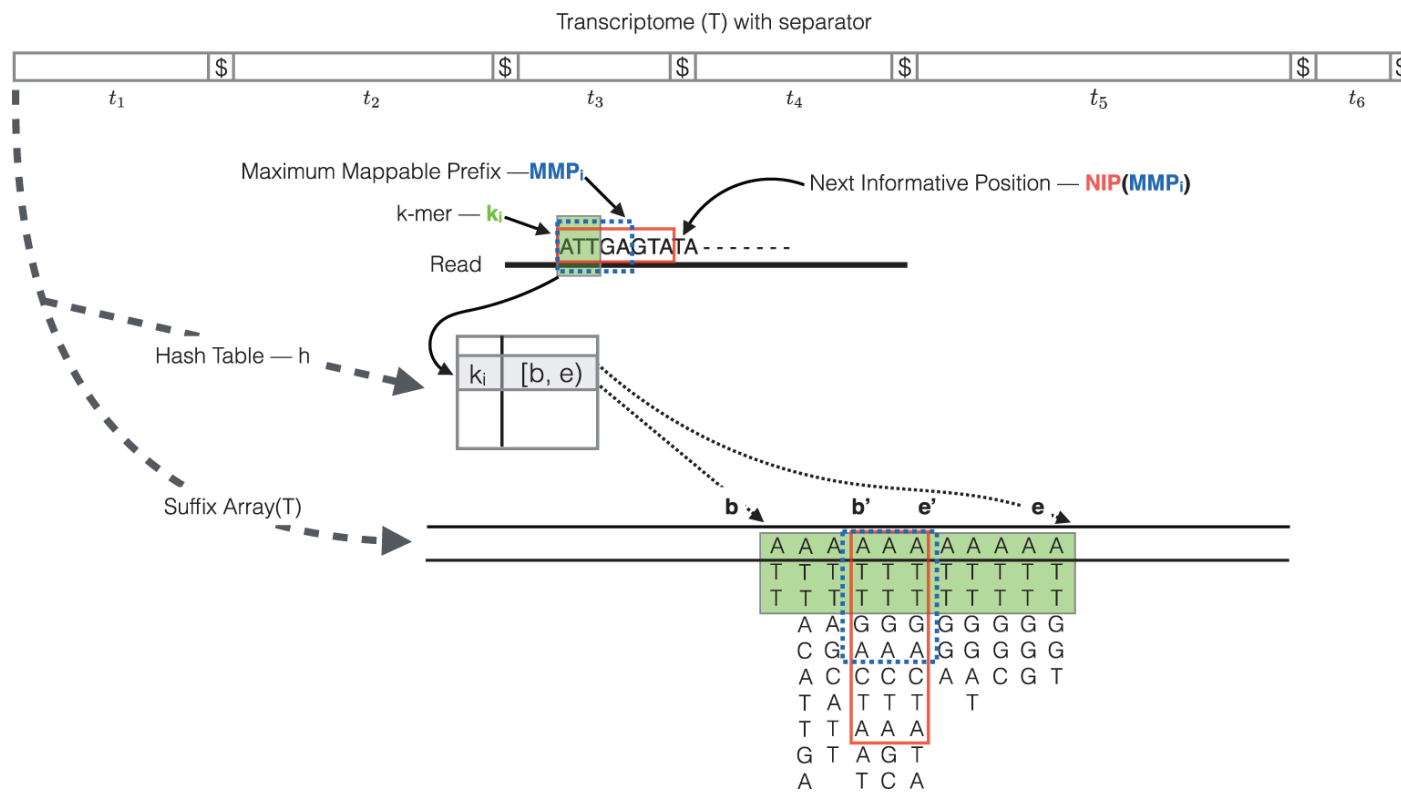 Transcriptome (T) with separator
$ $ $ $ $ $
t1 t2 t3 t4 t5 t6
Maximum Mappable Prefix —MMPi
Next Informative Position — NIP(MMPi)
k-mer — ki
ATTGAGTATA
Read
Hash Table — h
ki [b, e)
Suffix Array(T)
b b’ e’ e
A A A A A A A A A A A
T T T T T T T T T T T
T T T T T T T T T T T
A A G G G G G G G G
C G A A A G G G G G
A C C C C A A C G T
T A T T T T
T T A A A
G T A G T
A T C A